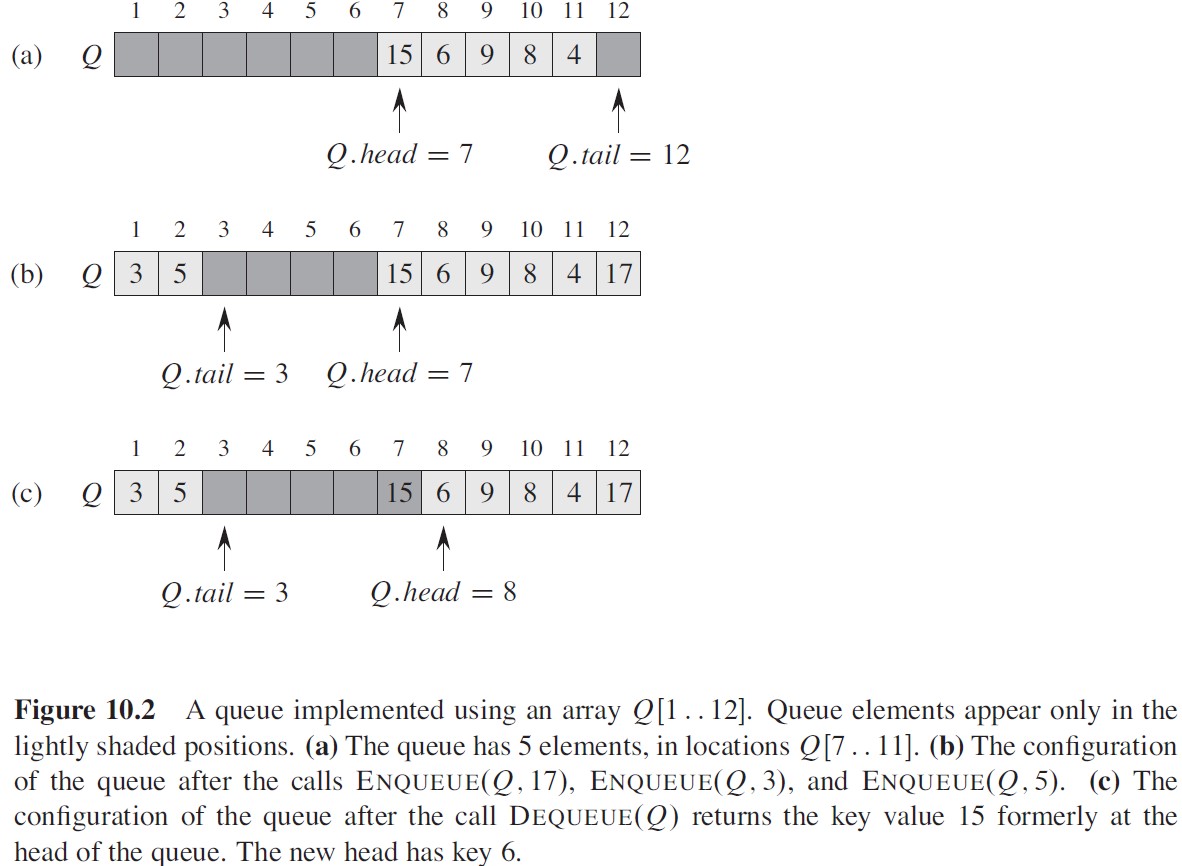 1 2 3 4 5 6 7 8 9 10 11 12
(a) Q 15 6 9 8 4
Q.head = 7 Q.tail = 12
1 2 3 4 5 6 7 8 9 10 11 12
(b) Q 3 5 15 6 9 8 4 17
Q.tail = 3 Q.head = 7
1 2 3 4 5 6 7 8 9 10 11 12
(c) Q 3 5 15 6 9 8 4 17
Q.tail = 3 Q.head = 8
Figure 10.2 A queue implemented using an array Q[1 . . 12]. Queue elements appear only in the
lightly shaded positions. (a) The queue has 5 elements, in locations Q[7 . . 11]. (b) The configuration
of the queue after the calls ENQUEUE(Q, 17), ENQUEUE(Q, 3), and ENQUEUE(Q, 5). (c) The
configuration of the queue after the call DEQUEUE(Q) returns the key value 15 formerly at the
head of the queue. The new head has key 6.